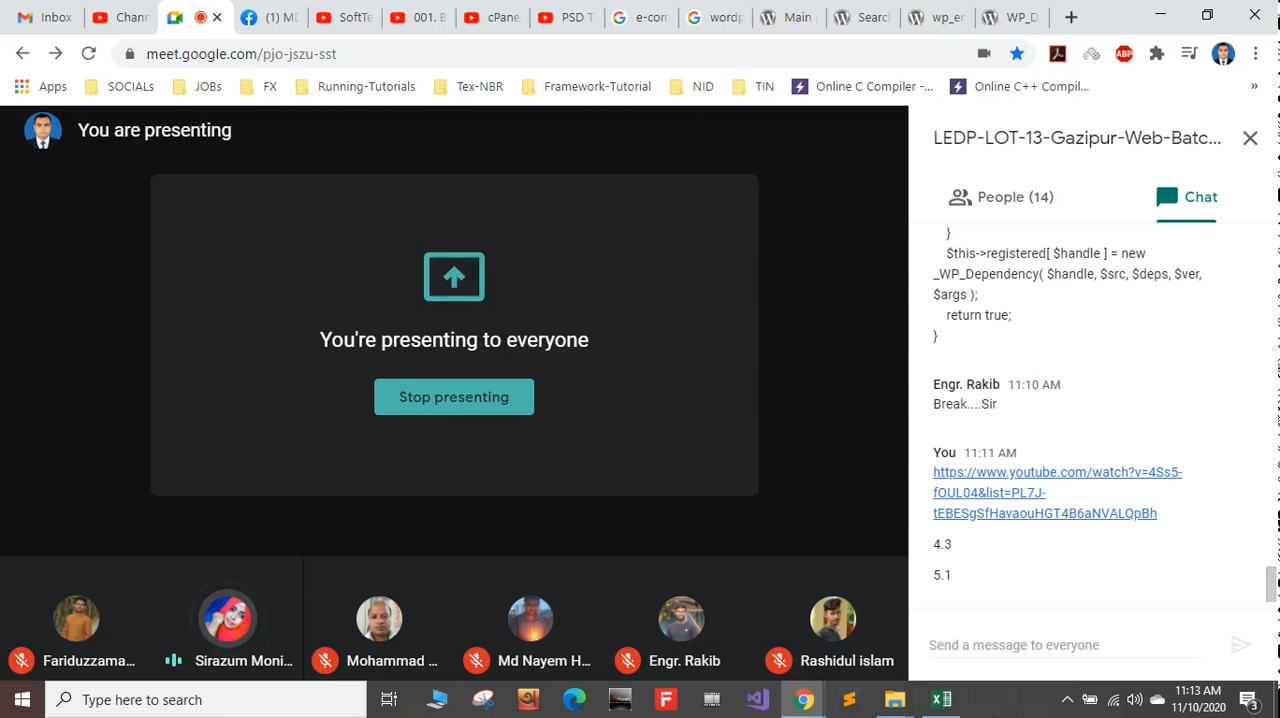 Inbox
Chann
(1) MD
SoftTe
001. B
cPane
PSD T
e-com
wordp
Main
Search
wp_er
WP_D
meet.google.com/pjo-jszu-sst
ABP
Apps
SOCIALs
JOBs
FX
Running-Tutorials
Tex-NBR
Framework-Tutorial
NID
TIN
Online C Compiler -...
Online C++ Compil...
»
You are presenting
LEDP-LOT-13-Gazipur-Web-Batc...
People (14)
Chat
}
$this->registered[ $handle ] = new
_WP_Dependency( $handle, $src, $deps, $ver,
$args );
return true;
}
You're presenting to everyone
Stop presenting
Engr. Rakib 11:10 AM
Break....Sir
You 11:11 AM
https://www.youtube.com/watch?v=4Ss5-
fOUL04&list=PL7J-
tEBESgSfHavaouHGT4B6aNVALQpBh
4.3
5.1
Fariduzzama...
Sirazum Moni...
Mohammad ...
Md Nayem H...
Engr. Rakib
Rashidul islam
Send a message to everyone
Type here to search
11:13 AM
11/10/2020
3